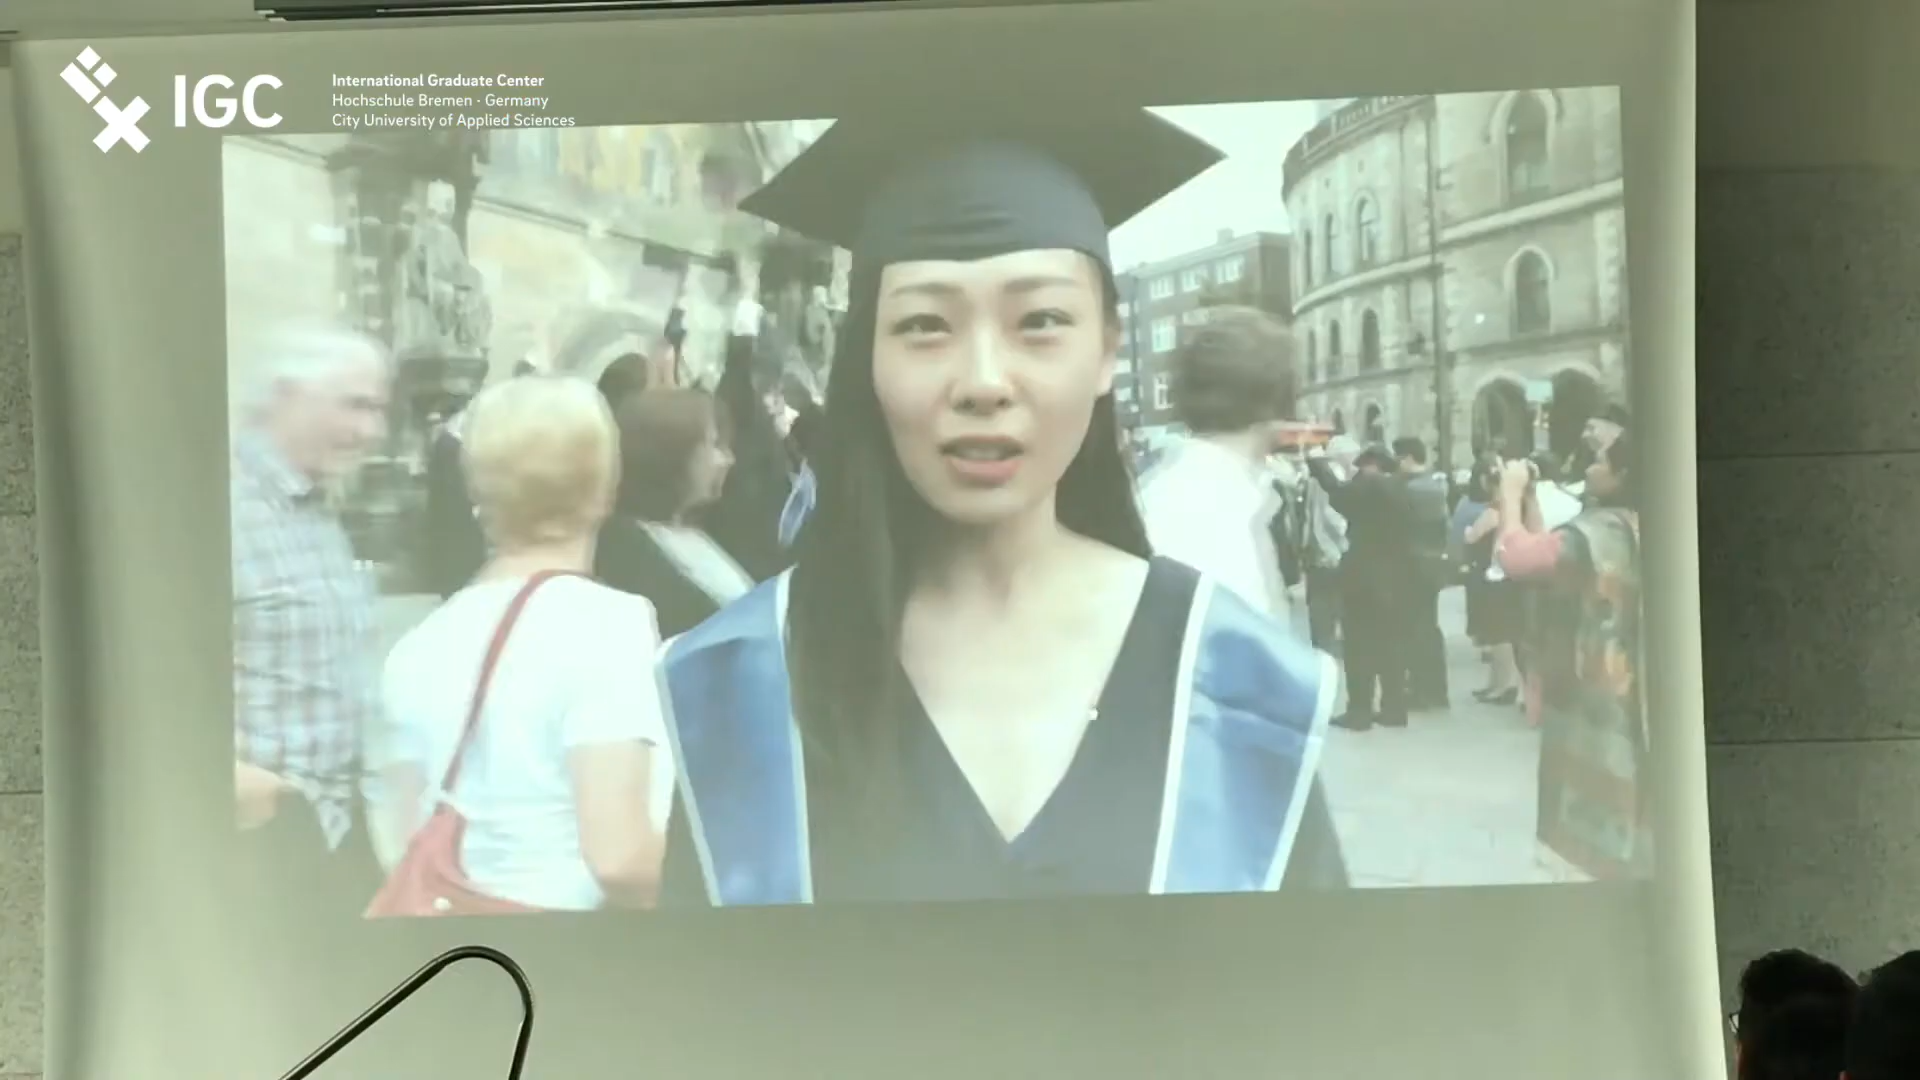 IGC
International Graduate Center
Hochschule Bremen · Germany
City University of Applied Sciences